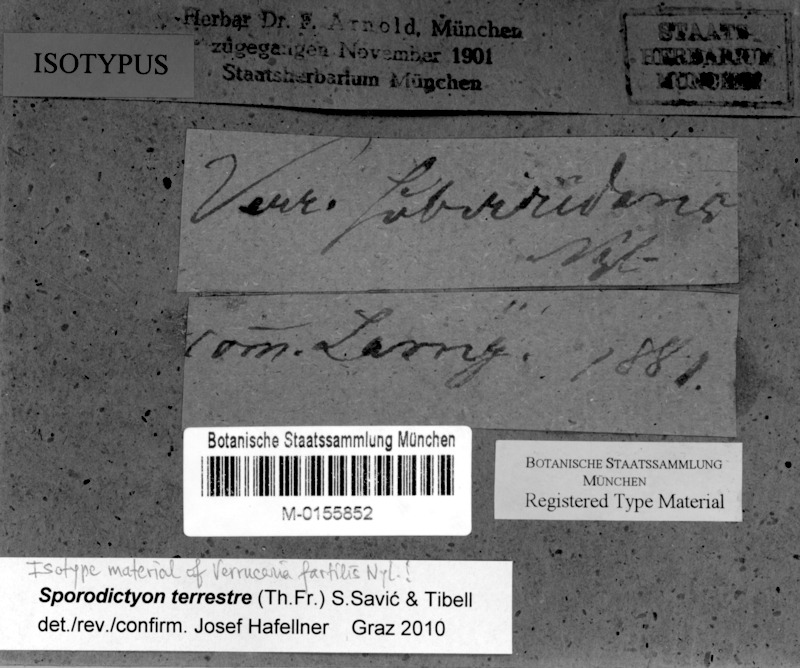 Herbar Dr. F. Arnold, München
zugegangen November 1901
Staatsherbarium München
STAATS-
HERBARIUM
MÜNCHEN
ISOTYPUS
Verr.
Nyl.
com. Lamy. 1881.
Botanische Staatssammlung München
M-0155852
BOTANISCHE STAATSSAMMLUNG
MÜNCHEN
Registered Type Material
Isotype material of Verrucaria fartilis Nyl.!
Sporodictyon terrestre (Th.Fr.) S.Savić & Tibell
det./rev./confirm. Josef Hafellner Graz 2010